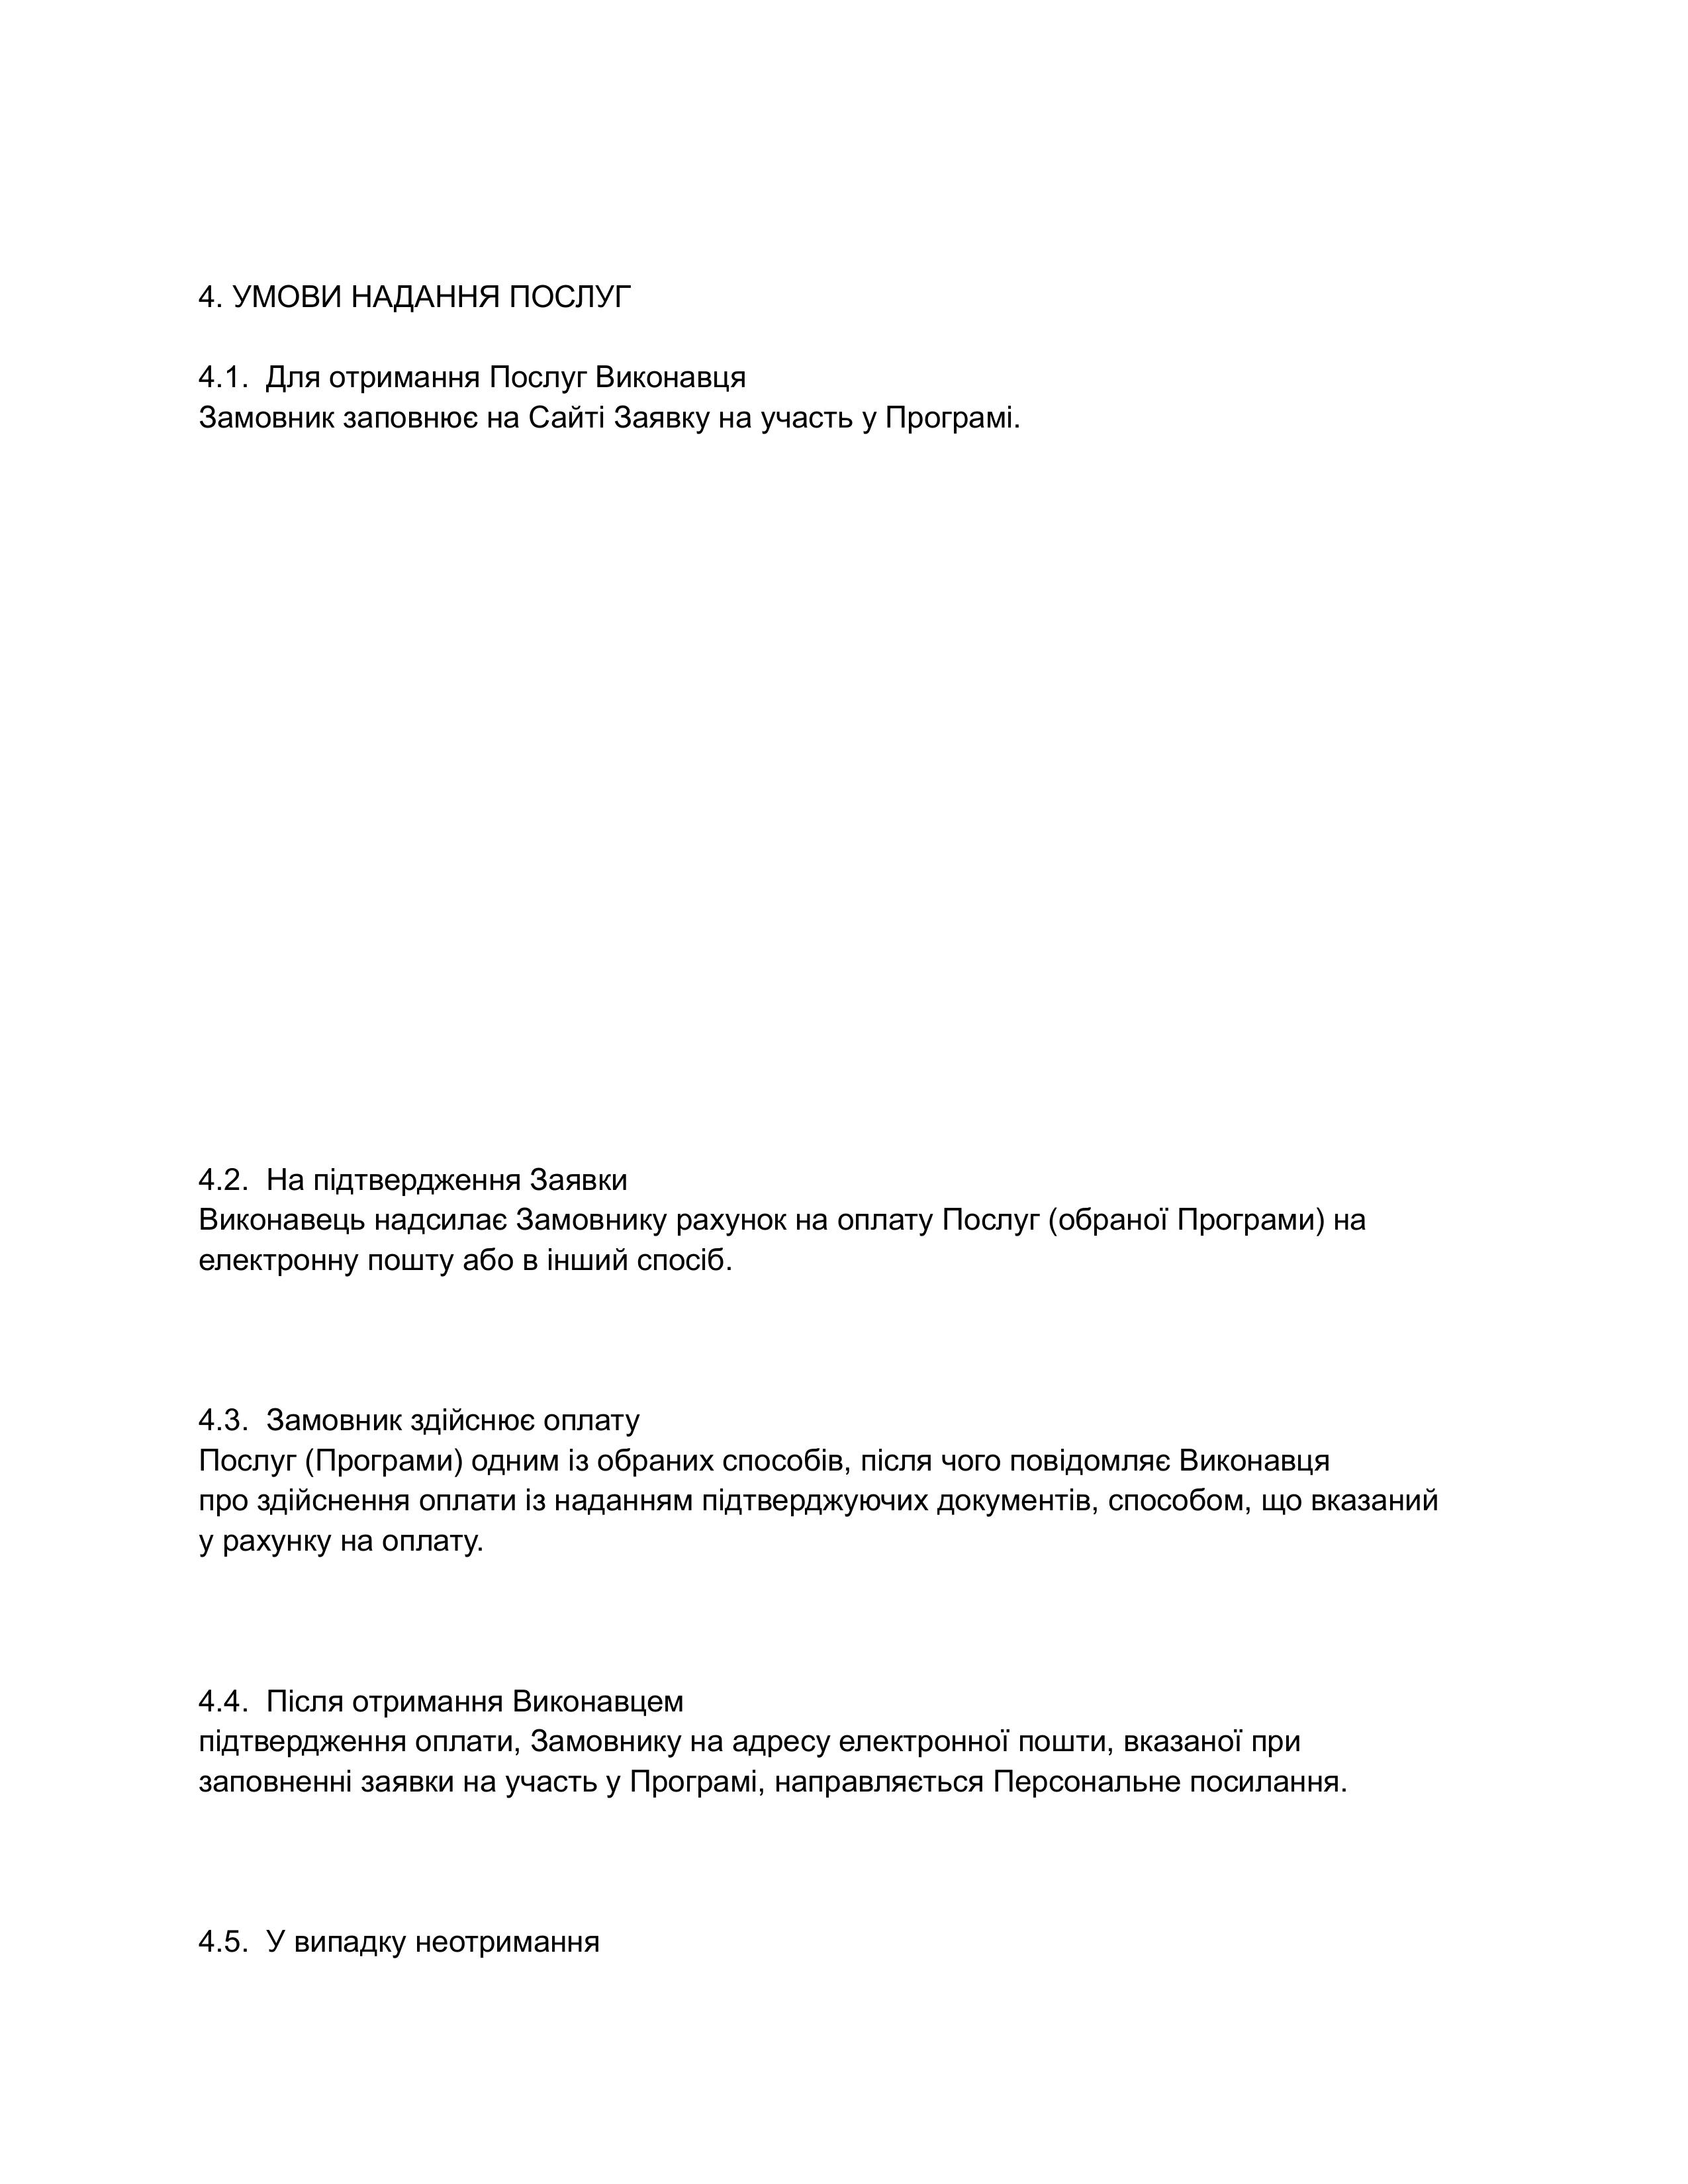 4. УМОВИ НАДАННЯ ПОСЛУГ
4.1. Для отримання Послуг Виконавця
Замовник заповнює на Сайті Заявку на участь у Програмі.
4.2. На підтвердження Заявки
Виконавець надсилає Замовнику рахунок на оплату Послуг (обраної Програми) на
електронну пошту або в інший спосіб.
4.3. Замовник здійснює оплату
Послуг (Програми) одним із обраних способів, після чого повідомляє Виконавця
про здійснення оплати із наданням підтверджуючих документів, способом, що вказаний
у рахунку на оплату.
4.4. Після отримання Виконавцем
підтвердження оплати, Замовнику на адресу електронної пошти, вказаної при
заповненні заявки на участь у Програмі, направляється Персональне посилання.
4.5. У випадку неотримання